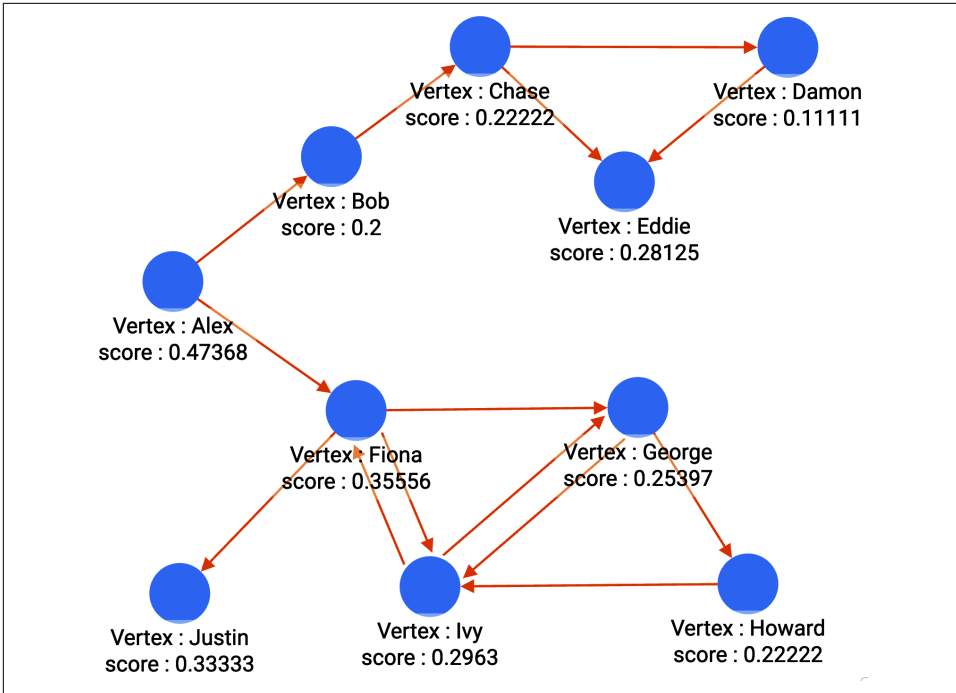 Vertex : Chase
score : 0.22222
Vertex : Damon
score : 0.11111
Vertex : Bob
score : 0.2
Vertex : Eddie
score : 0.28125
Vertex : Alex
score : 0.47368
Vertex : Fiona
score : 0.35556
Vertex : George
score : 0.25397
Vertex : Justin
score : 0.33333
Vertex : Ivy
score : 0.2963
Vertex : Howard
score : 0.22222